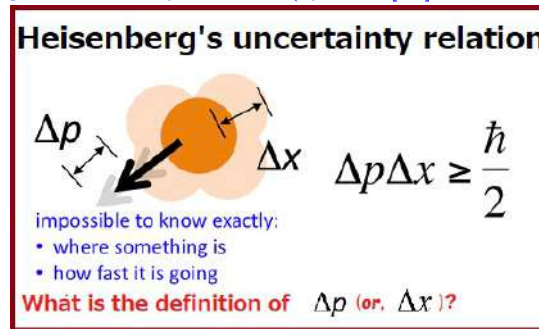 Heisenberg's uncertainty relation
Δp
Δx
ΔpΔx ≥ ħ/2
impossible to know exactly:
• where something is
• how fast it is going
What is the definition of Δp (or, Δx)?